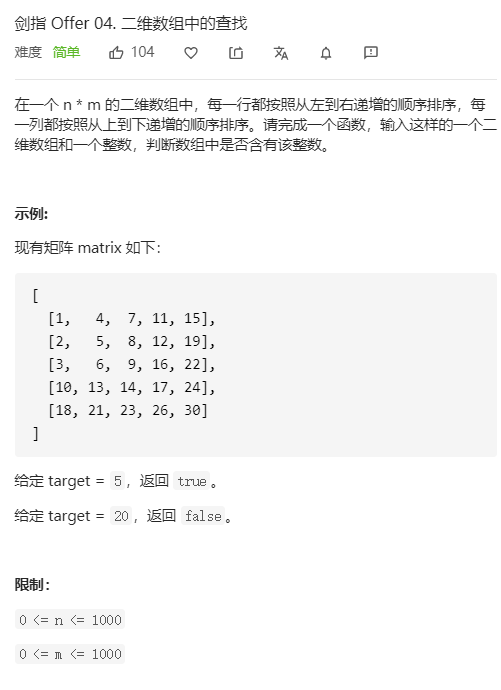 剑指 Offer 04. 二维数组中的查找
难度 简单 104
在一个 n * m 的二维数组中，每一行都按照从左到右递增的顺序排序，每
一列都按照从上到下递增的顺序排序。请完成一个函数，输入这样的一个二
维数组和一个整数，判断数组中是否含有该整数。
示例:
现有矩阵 matrix 如下：
[
[1, 4, 7, 11, 15],
[2, 5, 8, 12, 19],
[3, 6, 9, 16, 22],
[10, 13, 14, 17, 24],
[18, 21, 23, 26, 30]
]
给定 target = 5，返回 true。
给定 target = 20，返回 false。
限制：
0 <= n <= 1000
0 <= m <= 1000